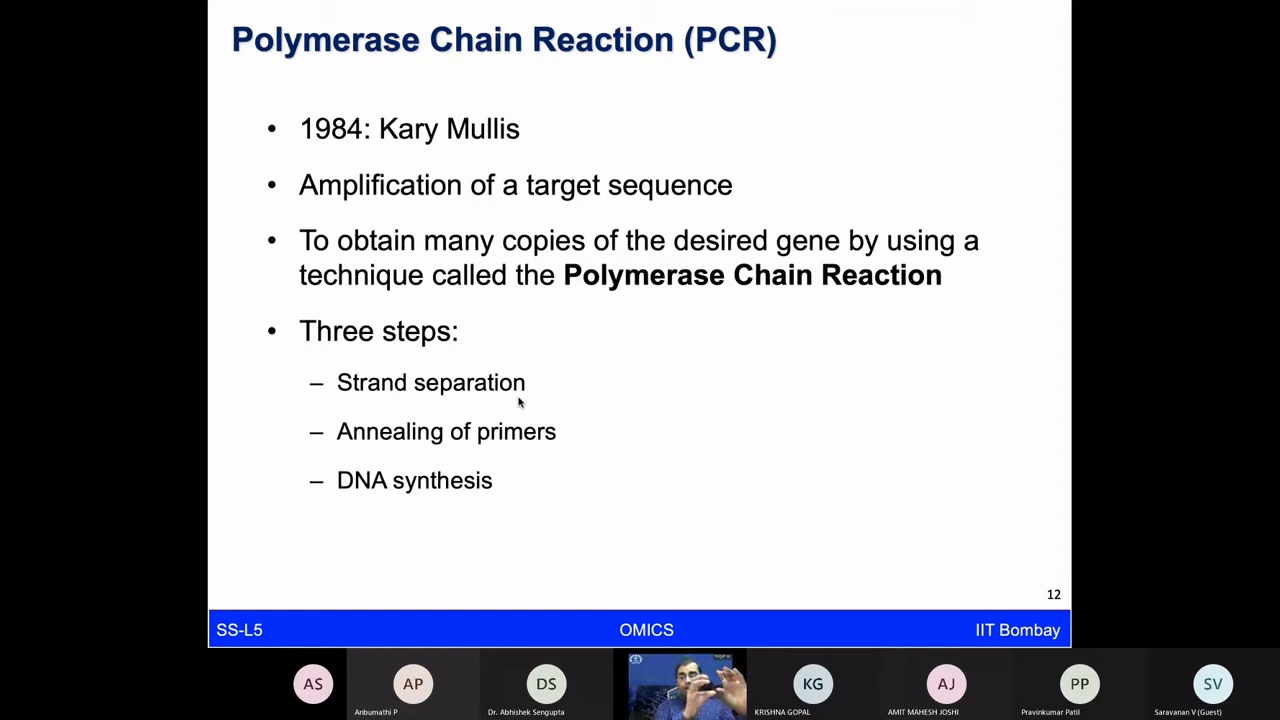 Polymerase Chain Reaction (PCR)
• 1984: Kary Mullis
• Amplification of a target sequence
• To obtain many copies of the desired gene by using a
technique called the Polymerase Chain Reaction
• Three steps:
– Strand separation
– Annealing of primers
– DNA synthesis
12
SS-L5
OMICS
IIT Bombay
AS
AP
DS
KG
AJ
PP
SV
Anbumathi P
Dr. Abhishek Sengupta
KRISHNA GOPAL
AMIT MAHESH JOSHI
Pravinkumar Patil
Saravanan V (Guest)